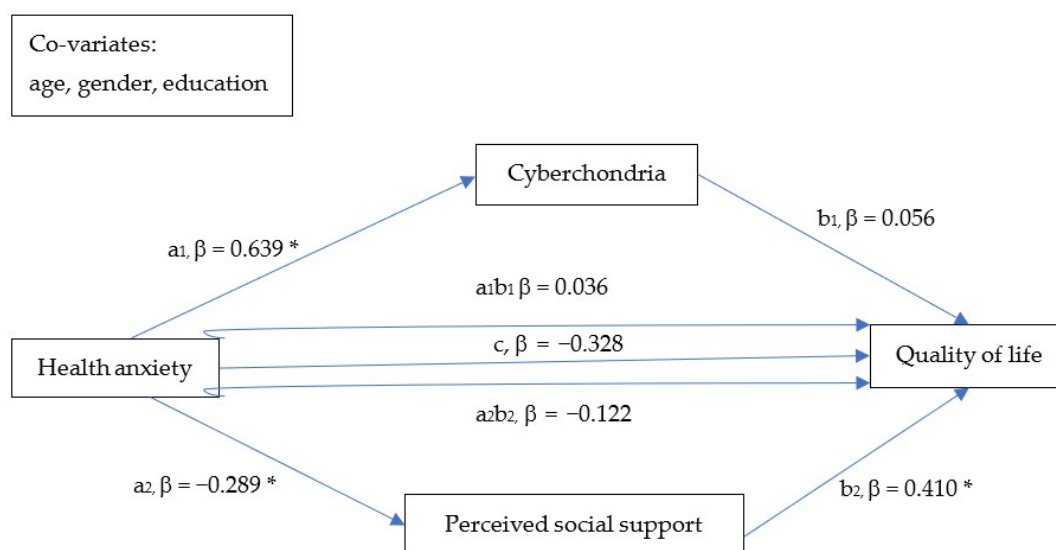 Co-variates:
age, gender, education
Cyberchondria
b1, β = 0.056
a1, β = 0.639 *
a1b1 β = 0.036
c, β = −0.328
Health anxiety
Quality of life
a2b2, β = −0.122
a2, β = −0.289 *
b2, β = 0.410 *
Perceived social support